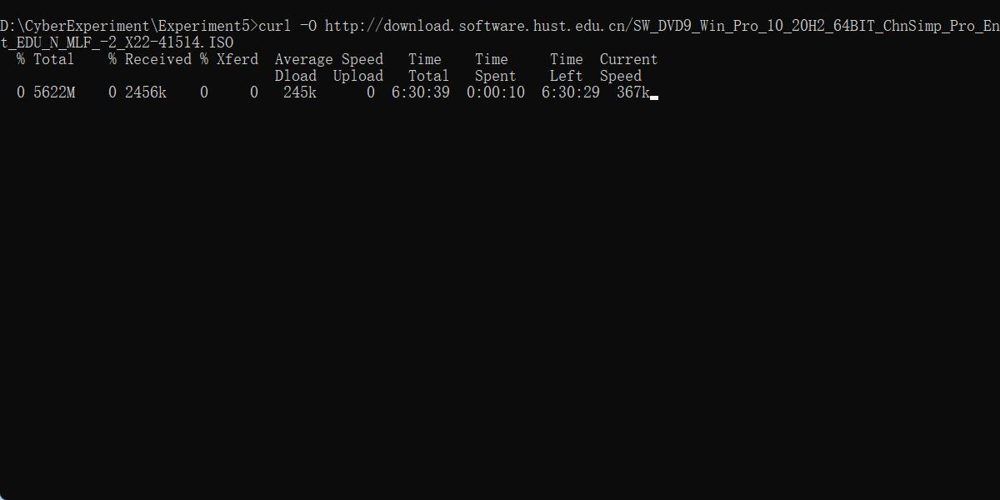 D:\CyberExperiment\Experiment5>curl -O http://download.software.hust.edu.cn/SW_DVD9_Win_Pro_10_20H2_64BIT_ChnSimp_Pro_En
t_EDU_N_MLF_-2_X22-41514.ISO
  % Total    % Received % Xferd  Average Speed   Time    Time     Time  Current
                                 Dload  Upload   Total   Spent    Left  Speed
  0 5622M    0 2456k    0     0   245k      0  6:30:39  0:00:10  6:30:29  367k